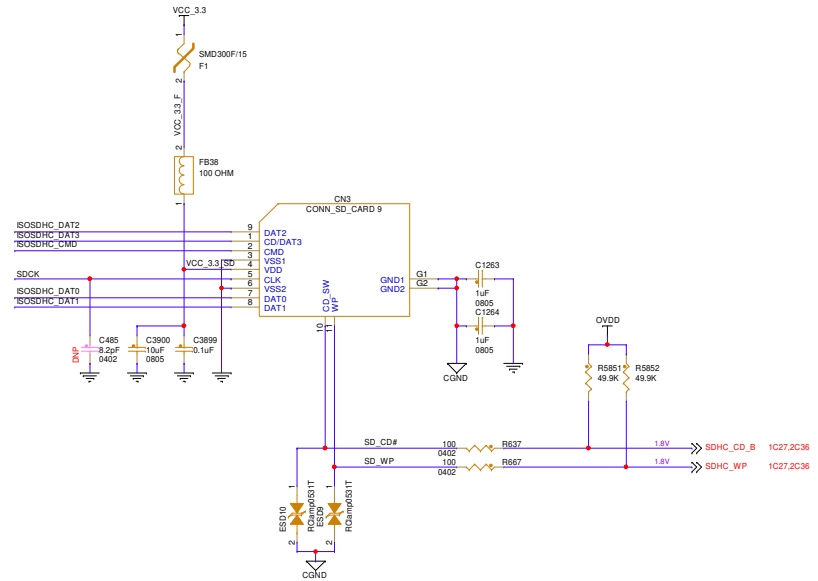 VCC_3.3
1
SMD300F/15
F1
2
VCC_3.3_F
2
FB38
100 OHM
1
CN3
CONN_SD_CARD 9
ISOSDHC_DAT2
9
DAT2
ISOSDHC_DAT3
1
CD/DAT3
ISOSDHC_CMD
2
CMD
3
VSS1
VCC_3.3_SD
4
VDD
SDCK
5
CLK
6
VSS2
ISOSDHC_DAT0
7
DAT0
ISOSDHC_DAT1
8
DAT1
GND1
G1
GND2
G2
CD_SW
WP
10
11
C1263
1uF
0805
C1264
1uF
0805
CGND
DNP
C485
8.2pF
0402
C3900
10uF
0805
C3899
0.1uF
OVDD
R5851
49.9K
R5852
49.9K
SD_CD#
100
0402
R637
1.8V
SDHC_CD_B
1C27,2C36
SD_WP
100
0402
R667
1.8V
SDHC_WP
1C27,2C36
1
ESD10
RClamp0531T
2
1
ESD9
RClamp0531T
2
CGND